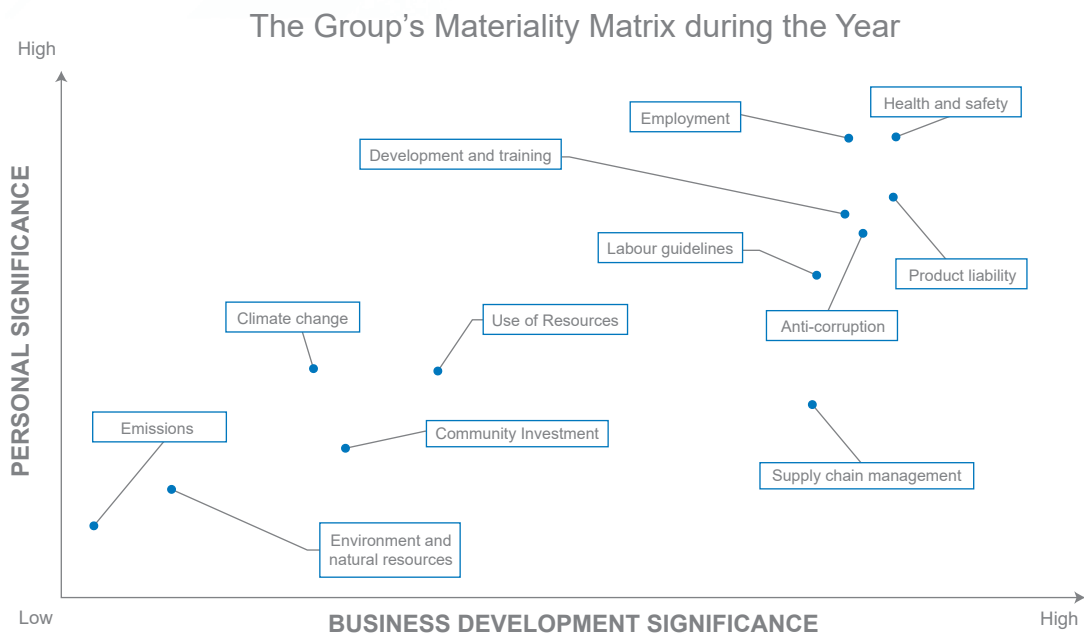 The Group's Materiality Matrix during the Year
High
Health and safety
Employment
Development and training
Labour guidelines
Product liability
Climate change
Use of Resources
Anti-corruption
Emissions
Community Investment
Supply chain management
Environment and
natural resources
PERSONAL SIGNIFICANCE
Low
BUSINESS DEVELOPMENT SIGNIFICANCE
High